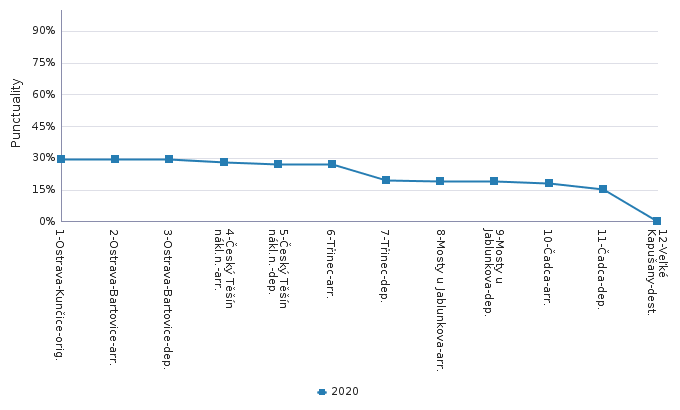 Punctuality
90%
75%
60%
45%
30%
15%
0%
1-Ostrava-Kunčice-orig.
2-Ostrava-Bartovice-arr.
3-Ostrava-Bartovice-dep.
4-Český Těšín
nákl.n.-arr.
5-Český Těšín
nákl.n.-dep.
6-Třinec-arr.
7-Třinec-dep.
8-Mosty u Jablunkova-arr.
9-Mosty u
Jablunkova-dep.
10-Čadca-arr.
11-Čadca-dep.
12-Veľké
Kapušany-dest.
2020